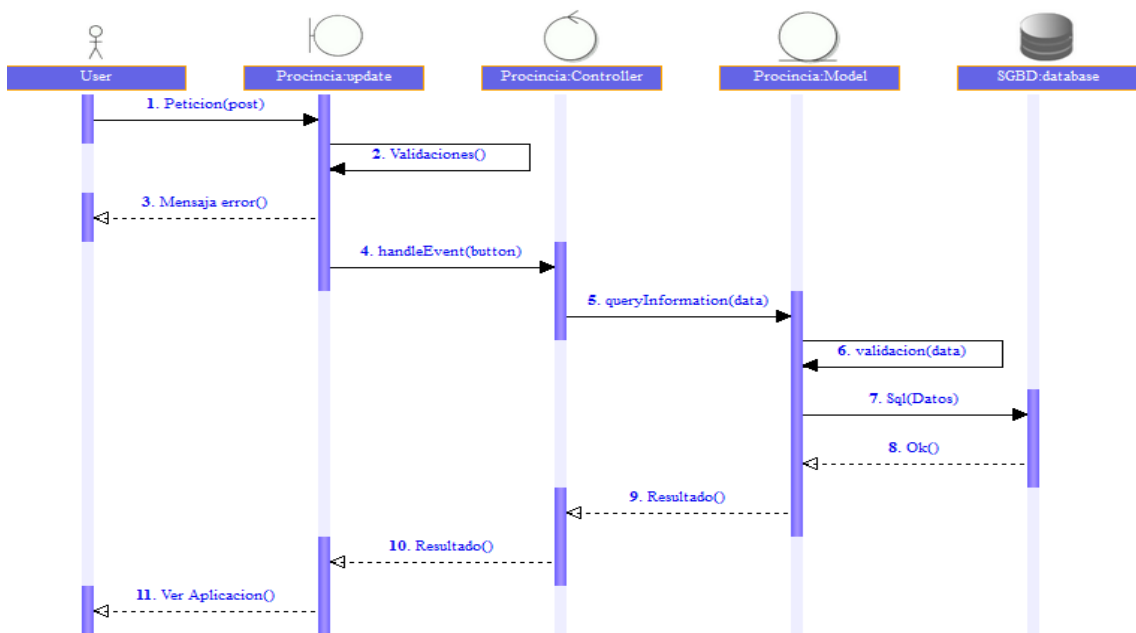 User
Procincia:update
Procincia:Controller
Procincia:Model
SGBD:database
1. Peticion(post)
2. Validaciones()
3. Mensaja error()
4. handleEvent(button)
5. queryInformation(data)
6. validacion(data)
7. Sql(Datos)
8. Ok()
9. Resultado()
10. Resultado()
11. Ver Aplicacion()